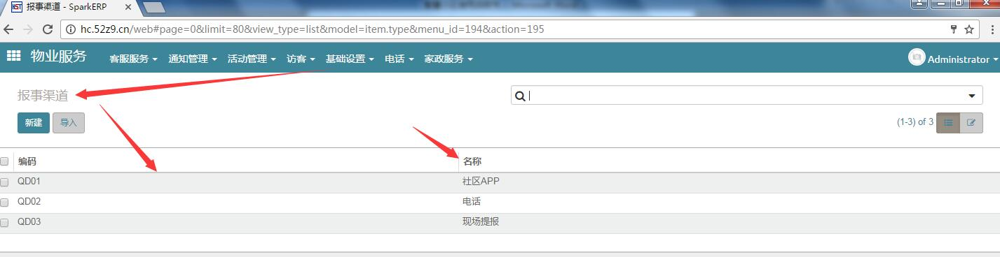 报事渠道 - SparkERP
hc.52z9.cn/web#page=0&limit=80&view_type=list&model=item.type&menu_id=194&action=195
物业服务 客服服务 通知管理 活动管理 访客 基础设置 电话 家政服务 Administrator
报事渠道
新建 导入 (1-3) of 3
编码 名称
QD01 社区APP
QD02 电话
QD03 现场提报